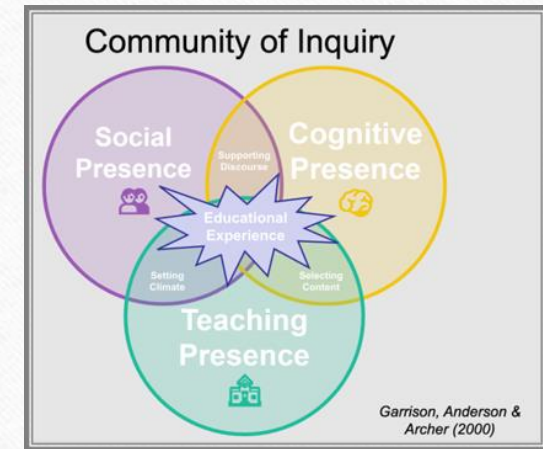 Community of Inquiry
Social
Presence
Cognitive
Presence
Supporting
Discourse
Educational
Experience
Setting
Climate
Selecting
Content
Teaching
Presence
Garrison, Anderson &
Archer (2000)